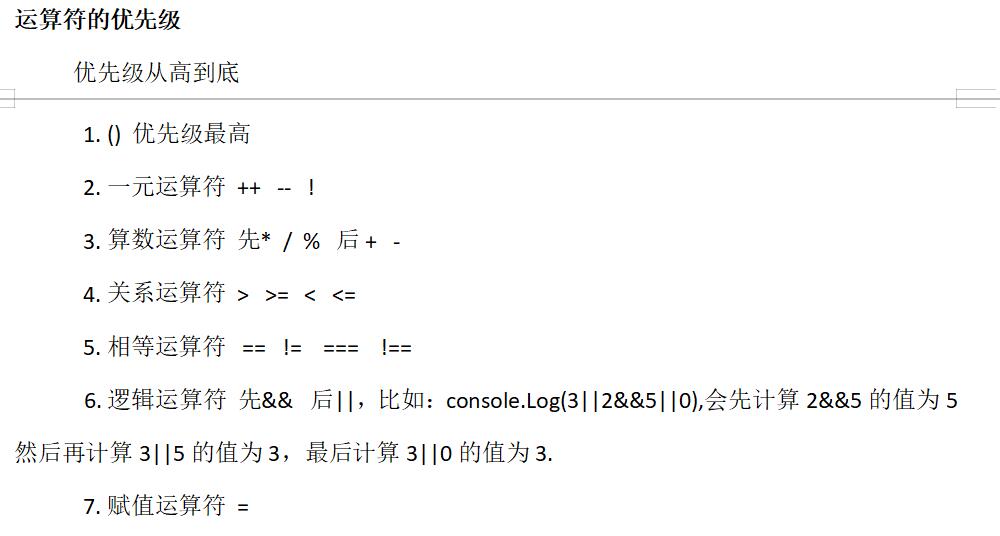 运算符的优先级
优先级从高到底
1. () 优先级最高
2. 一元运算符 ++ -- !
3. 算数运算符 先* / % 后 + -
4. 关系运算符 > >= < <=
5. 相等运算符 == != === !==
6. 逻辑运算符 先&& 后||，比如：console.Log(3||2&&5||0),会先计算 2&&5 的值为 5
然后再计算 3||5 的值为 3，最后计算 3||0 的值为 3.
7. 赋值运算符 =